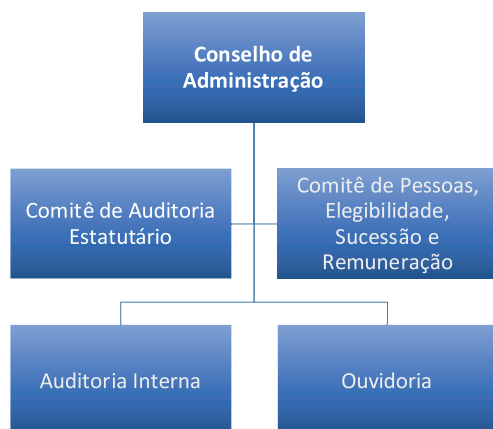 Conselho de
Administração
Comitê de Auditoria
Estatutário
Comitê de Pessoas,
Elegibilidade,
Sucessão e
Remuneração
Auditoria Interna
Ouvidoria